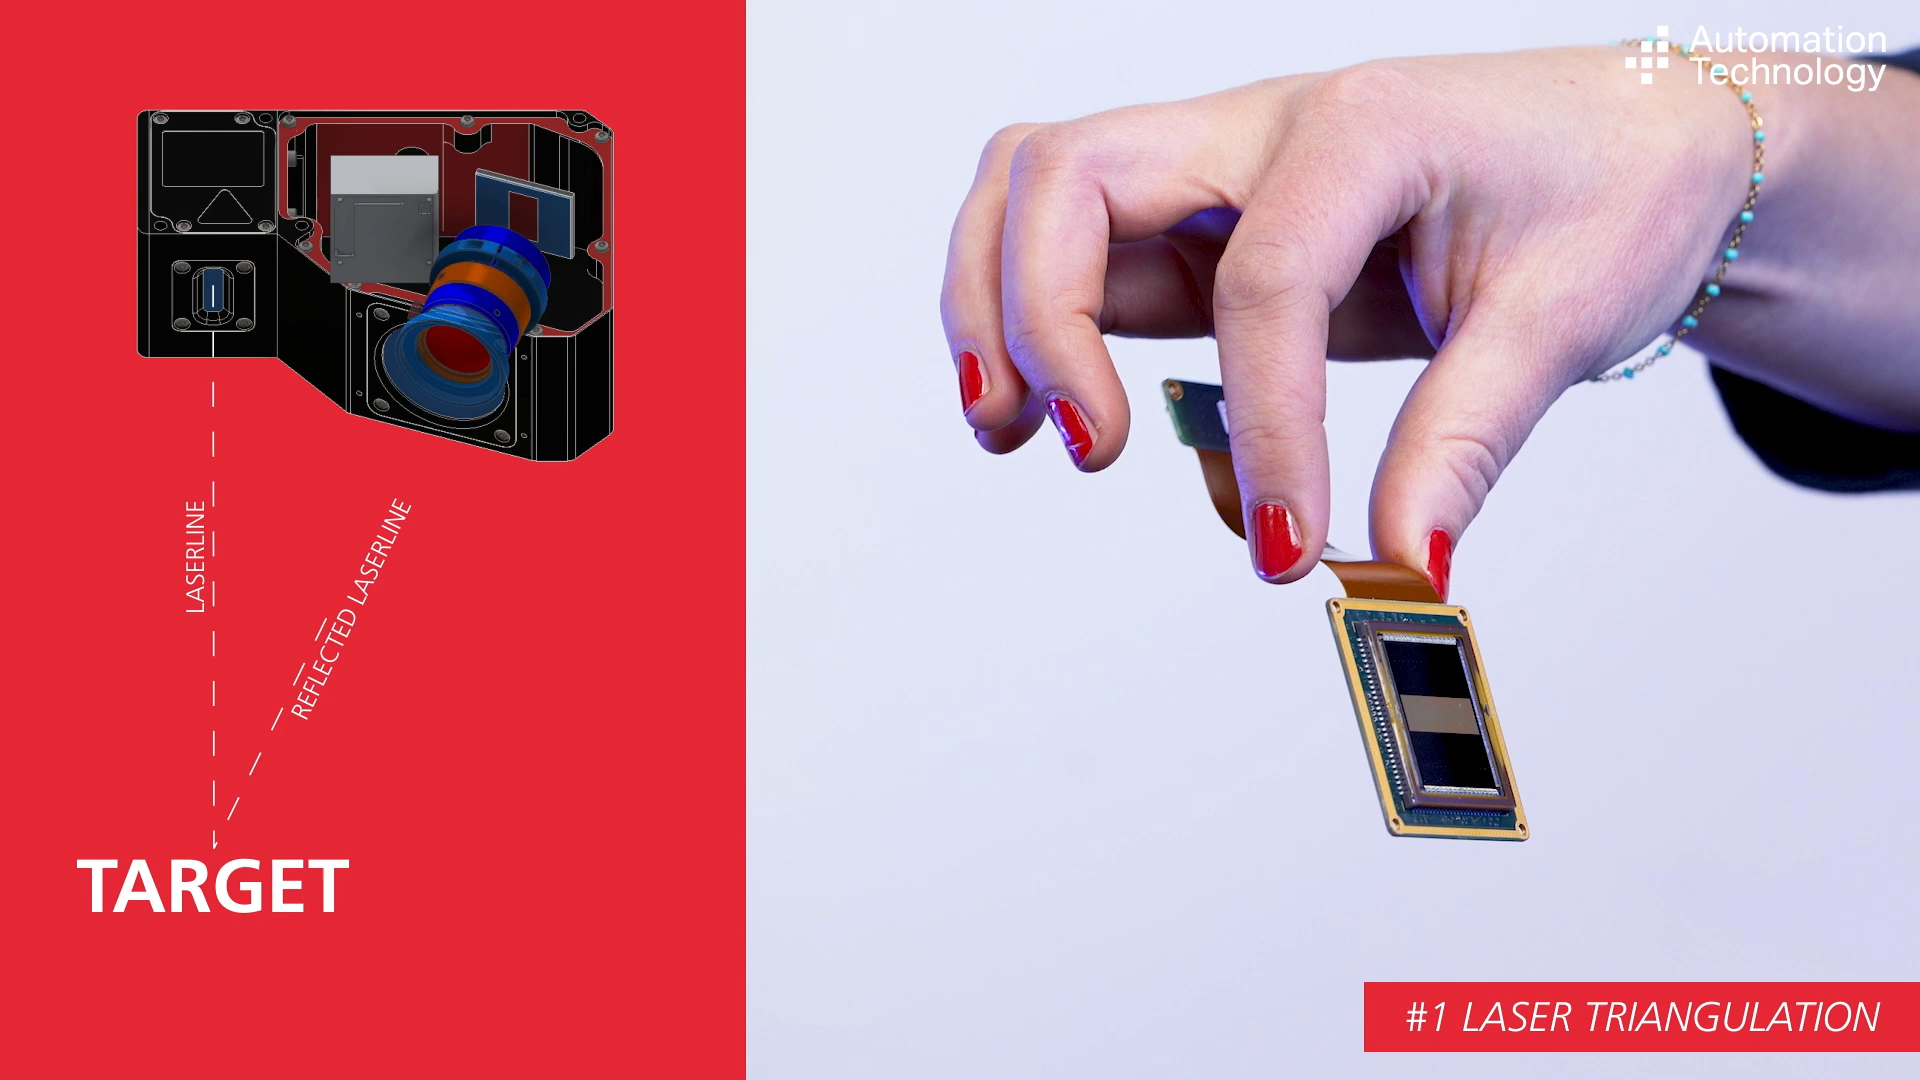 Automation
Technology
LASERLINE
REFLECTED LASERLINE
TARGET
#1 LASER TRIANGULATION